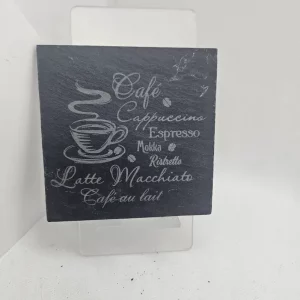 Café
Cappuccino
Espresso
Mokka
Ristretto
Latte Macchiato
Café au lait